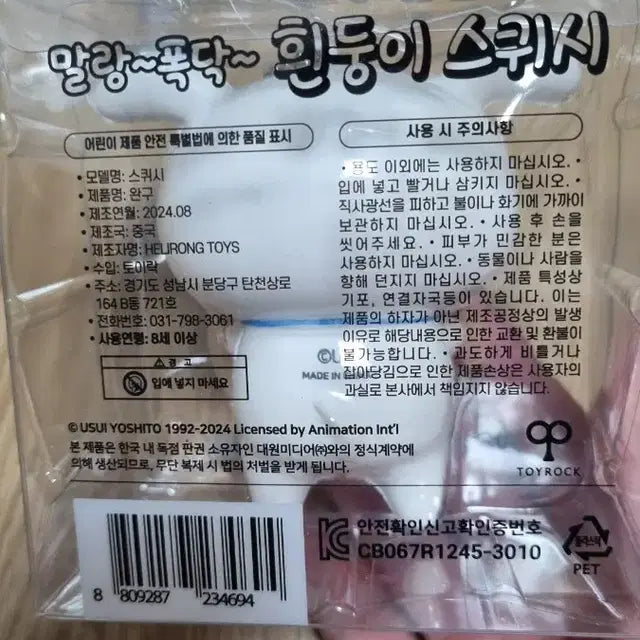 말랑~폭닥~ 흰둥이 스퀴시
어린이 제품 안전 특별법에 의한 품질 표시
• 모델명: 스퀴시
• 제품명: 완구
• 제조연월: 2024.08
• 제조국: 중국
• 제조자명: HEIRONG TOYS
• 수입: 토이락
• 주소: 경기도 성남시 분당구 탄천상로
164 B동 721호
• 전화번호: 031-798-3061
• 사용연령: 8세 이상
경고
입에 넣지 마세요
사용 시 주의사항
• 용도 이외에는 사용하지 마십시오. •
입에 넣고 빨거나 삼키지 마십시오. •
직사광선을 피하고 불이나 화기에 가까이
보관하지 마십시오. • 사용 후 손을
씻어주세요. • 피부가 민감한 분은
사용하지 마십시오. • 동물이나 사람을
향해 던지지 마십시오. • 제품 특성상
기포, 연결자국등이 있습니다. 이는
제품의 하자가 아닌 제조공정상의 발생
이유로 해당내용으로 인한 교환 및 환불이
불가능합니다. • 과도하게 비틀거나
잡아당김으로 인한 제품손상은 사용자의
과실로 본사에서 책임지지 않습니다.
©U
MADE IN
© USUI YOSHITO 1992-2024 Licensed by Animation Int'l
본 제품은 한국 내 독점 판권 소유자인 대원미디어㈜와의 정식계약에
의해 생산되므로, 무단 복제 시 법의 처벌을 받게 됩니다.
TOYROCK
8 809287 234694
안전확인신고확인증번호
CB067R1245-3010
플라스틱
PET